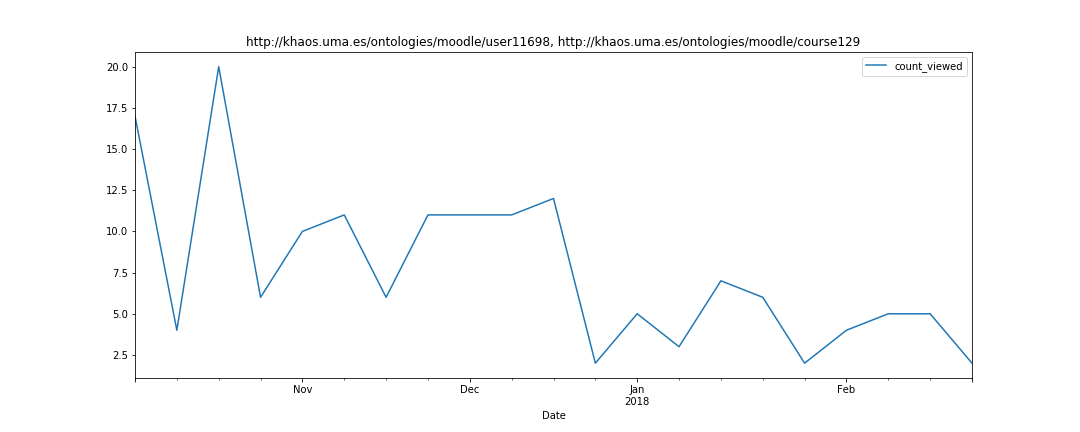 http://khaos.uma.es/ontologies/moodle/user11698, http://khaos.uma.es/ontologies/moodle/course129
count_viewed
20.0
17.5
15.0
12.5
10.0
7.5
5.0
2.5
Nov
Dec
Jan
2018
Feb
Date